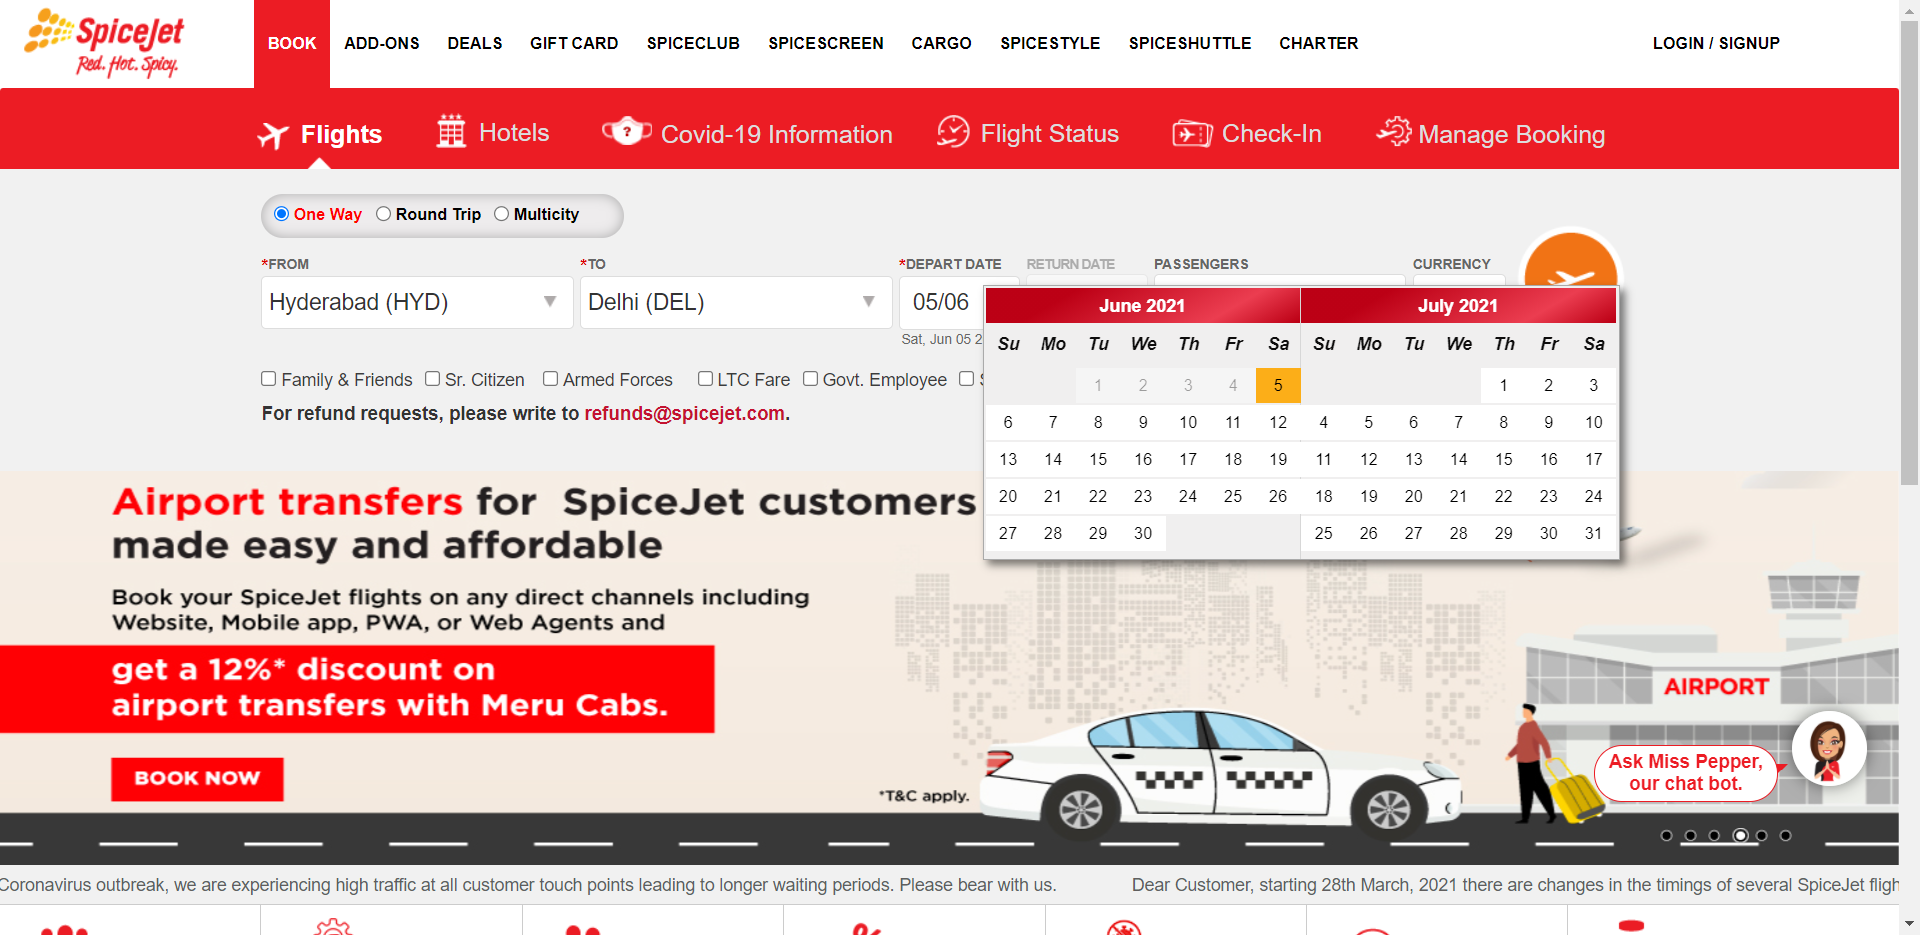 SpiceJet
Red. Hot. Spicy.
BOOK ADD-ONS DEALS GIFT CARD SPICECLUB SPICESCREEN CARGO SPICESTYLE SPICESHUTTLE CHARTER LOGIN / SIGNUP
Flights Hotels ? Covid-19 Information Flight Status Check-In Manage Booking
One Way Round Trip Multicity
*FROM *TO *DEPART DATE RETURN DATE PASSENGERS CURRENCY
Hyderabad (HYD) Delhi (DEL) 05/06
Sat, Jun 05 2
June 2021 July 2021
Su Mo Tu We Th Fr Sa Su Mo Tu We Th Fr Sa
1 2 3 4 5 1 2 3
6 7 8 9 10 11 12 4 5 6 7 8 9 10
13 14 15 16 17 18 19 11 12 13 14 15 16 17
20 21 22 23 24 25 26 18 19 20 21 22 23 24
27 28 29 30 25 26 27 28 29 30 31
Family & Friends Sr. Citizen Armed Forces LTC Fare Govt. Employee
For refund requests, please write to refunds@spicejet.com.
Airport transfers for SpiceJet customers
made easy and affordable
Book your SpiceJet flights on any direct channels including
Website, Mobile app, PWA, or Web Agents and
get a 12%* discount on
airport transfers with Meru Cabs.
BOOK NOW
*T&C apply.
AIRPORT
Ask Miss Pepper,
our chat bot.
Coronavirus outbreak, we are experiencing high traffic at all customer touch points leading to longer waiting periods. Please bear with us. Dear Customer, starting 28th March, 2021 there are changes in the timings of several SpiceJet fligh